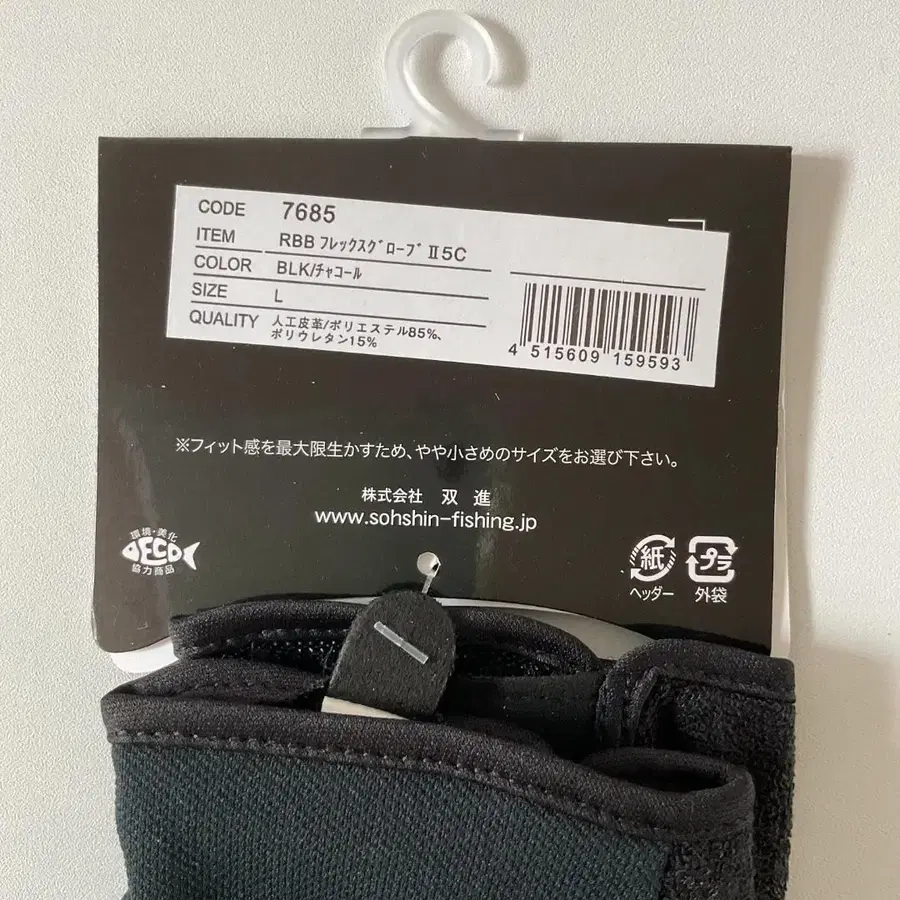 CODE 7685
ITEM RBB ﾌﾚｯｸｽｸﾞﾛｰﾌﾞ Ⅱ5C
COLOR BLK/ﾁｬｺｰﾙ
SIZE L
QUALITY 人工皮革/ポリエステル85%、
ポリウレタン15%
4 515609 159593
※フィット感を最大限生かすため、やや小さめのサイズをお選び下さい。
株式会社 双進
www.sohshin-fishing.jp
環境・美化
ECO
協力商品
紙
ヘッダー
プラ
外袋